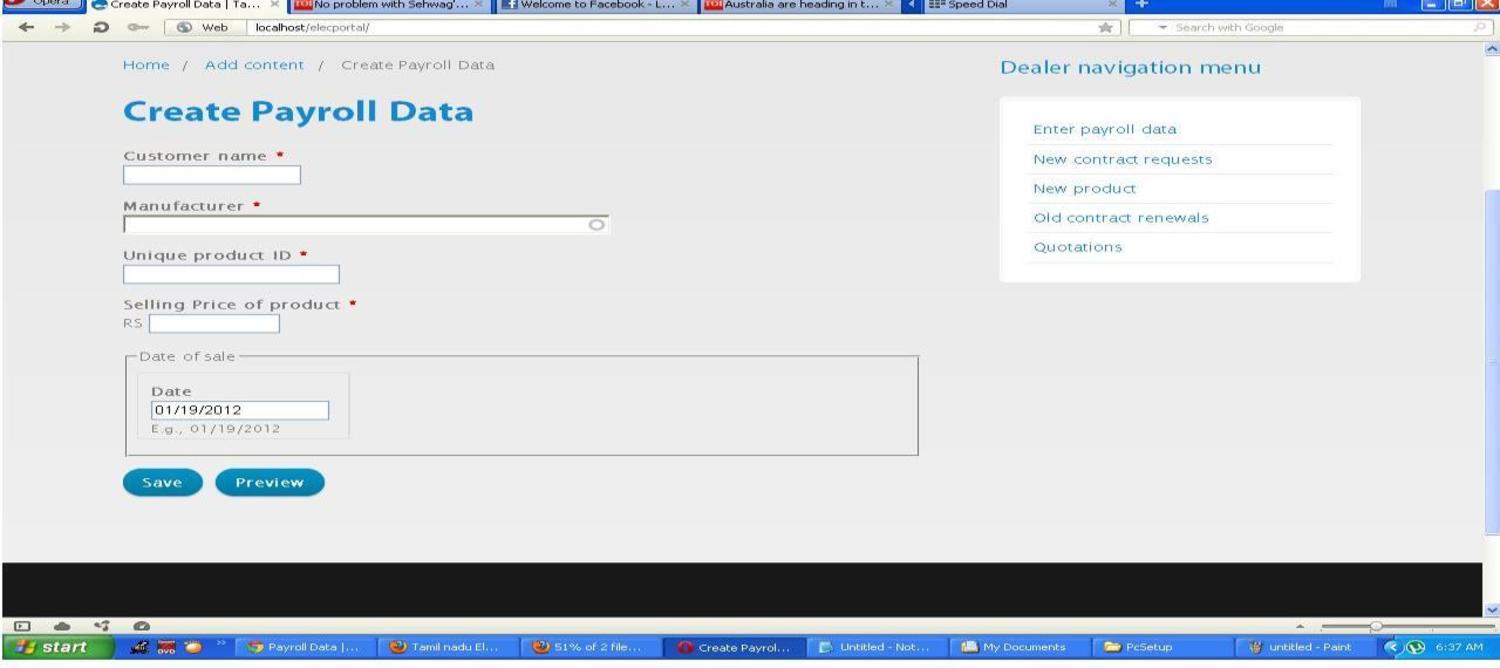 Opera
Create Payroll Data | Ta...
TOI No problem with Sehwag'...
Welcome to Facebook - L...
TOI Australia are heading in t...
Speed Dial
Web
localhost/elecportal/
Search with Google
Home / Add content / Create Payroll Data
Create Payroll Data
Customer name *
Manufacturer *
Unique product ID *
Selling Price of product *
RS
Date of sale
Date
01/19/2012
E.g., 01/19/2012
Save
Preview
Dealer navigation menu
Enter payroll data
New contract requests
New product
Old contract renewals
Quotations
start
Payroll Data |...
Tamil nadu El...
51% of 2 file...
Create Payrol...
Untitled - Not...
My Documents
PcSetup
untitled - Paint
6:37 AM